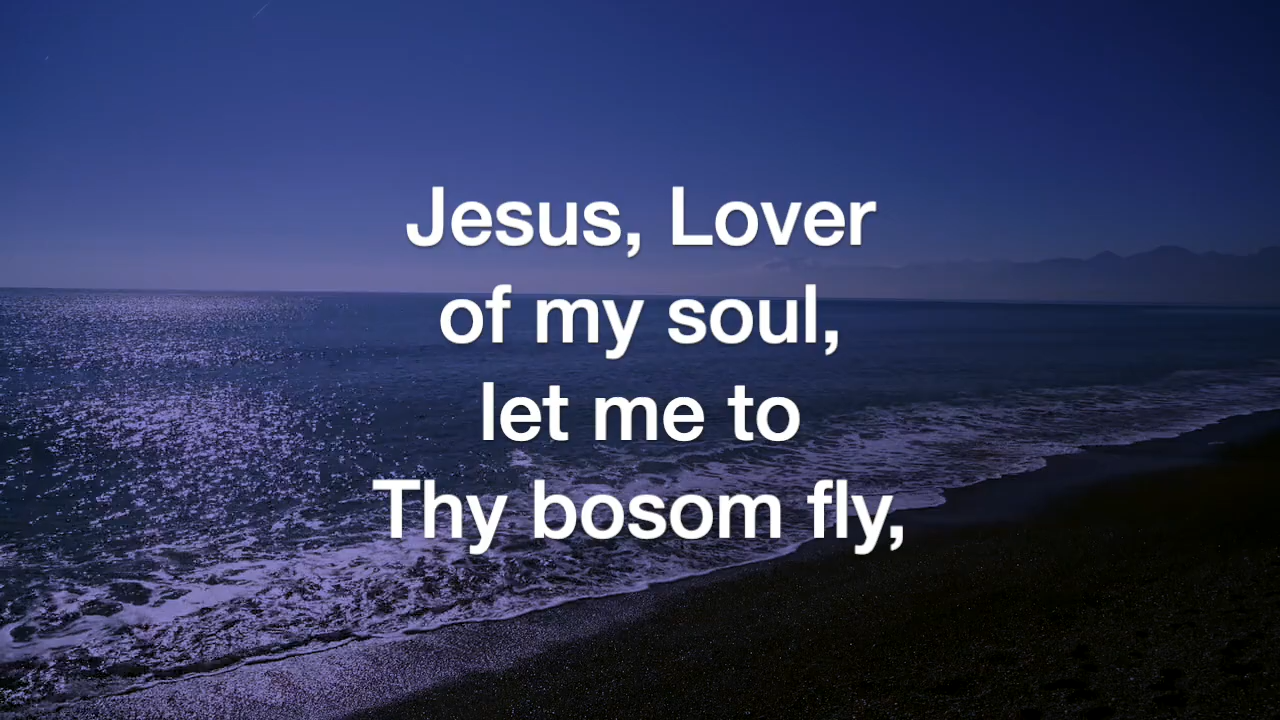 Jesus, Lover
of my soul,
let me to
Thy bosom fly,